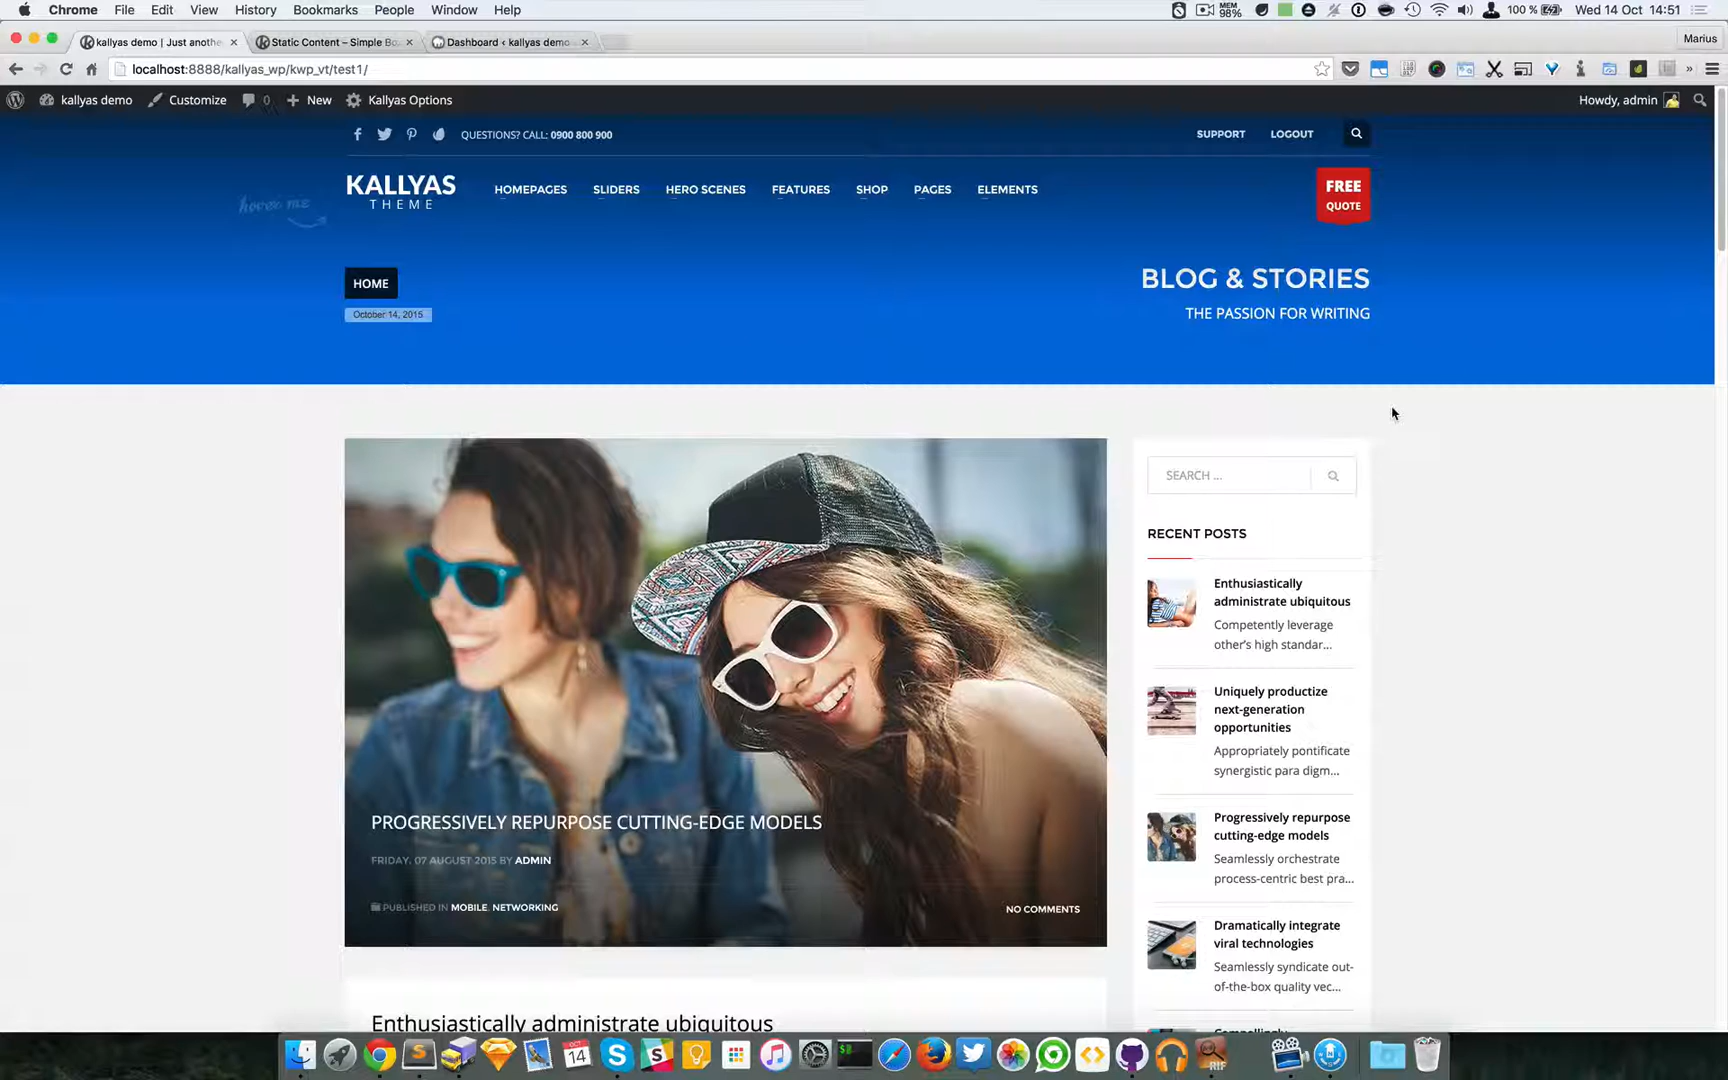 Chrome File Edit View History Bookmarks People Window Help
MEM 98% 100 % Wed 14 Oct 14:51
kallyas demo | Just anothe
Static Content – Simple Bo
Dashboard ‹ kallyas demo
Marius
localhost:8888/kallyas_wp/kwp_vt/test1/
kallyas demo Customize 0 New Kallyas Options Howdy, admin
QUESTIONS? CALL: 0900 800 900
SUPPORT LOGOUT
hover me
KALLYAS
THEME
HOMEPAGES SLIDERS HERO SCENES FEATURES SHOP PAGES ELEMENTS
FREE
QUOTE
HOME
October 14, 2015
BLOG & STORIES
THE PASSION FOR WRITING
PROGRESSIVELY REPURPOSE CUTTING-EDGE MODELS
FRIDAY, 07 AUGUST 2015 BY ADMIN
PUBLISHED IN MOBILE, NETWORKING
NO COMMENTS
Enthusiastically administrate ubiquitous
SEARCH ...
RECENT POSTS
Enthusiastically
administrate ubiquitous
Competently leverage
other's high standar...
Uniquely productize
next-generation
opportunities
Appropriately pontificate
synergistic para digm...
Progressively repurpose
cutting-edge models
Seamlessly orchestrate
process-centric best pra...
Dramatically integrate
viral technologies
Seamlessly syndicate out-
of-the-box quality vec...
OCT
14
RIF